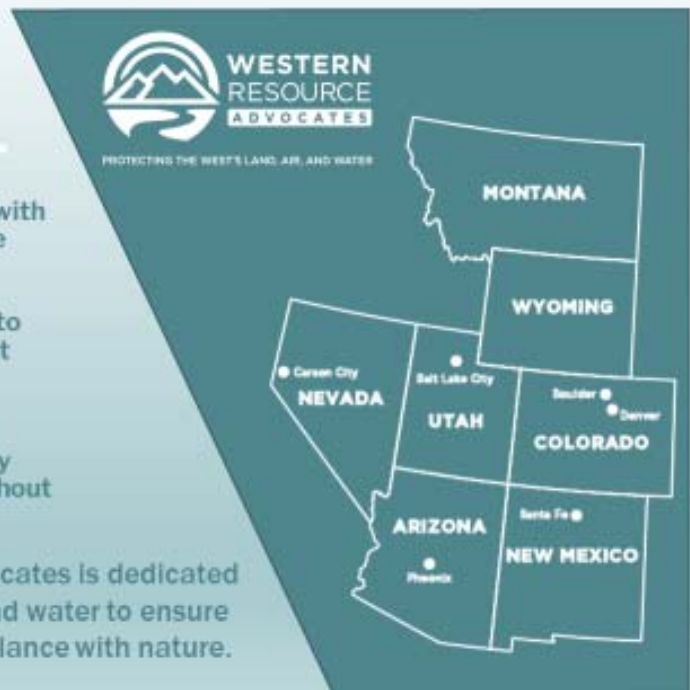 WESTERN
RESOURCE
ADVOCATES
PROTECTING THE WEST'S LAND, AIR, AND WATER
with
to
hout
cates is dedicated
nd water to ensure
lance with nature.
MONTANA
WYOMING
Carson City
NEVADA
Salt Lake City
UTAH
Boulder
Denver
COLORADO
ARIZONA
Phoenix
Santa Fe
NEW MEXICO